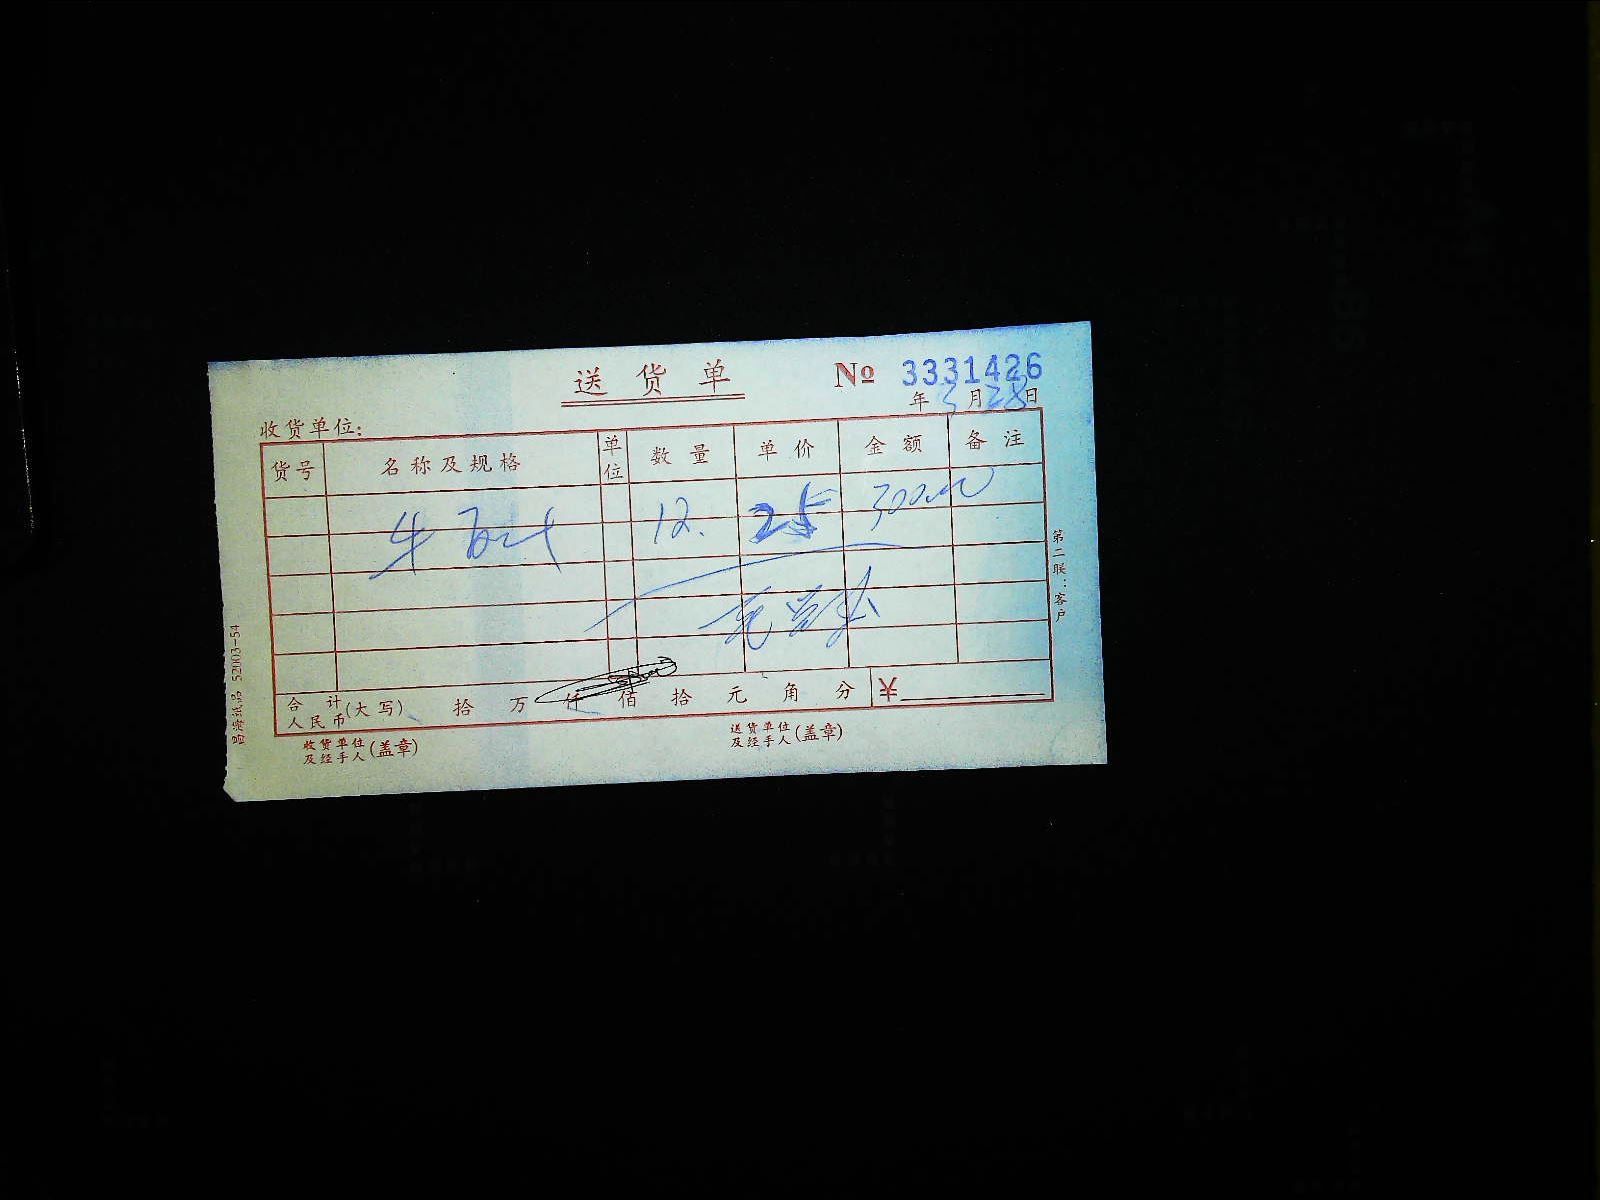 送货单 № 3331426
年 3 月 28 日
收货单位：
货号 名称及规格 单位 数量 单价 金额 备注
牛 12. 25 300.00
合计人民币(大写) 拾 万 仟 佰 拾 元 角 分 ¥
收货单位及经手人(盖章) 送货单位及经手人(盖章)
第二联：客户
52003-54